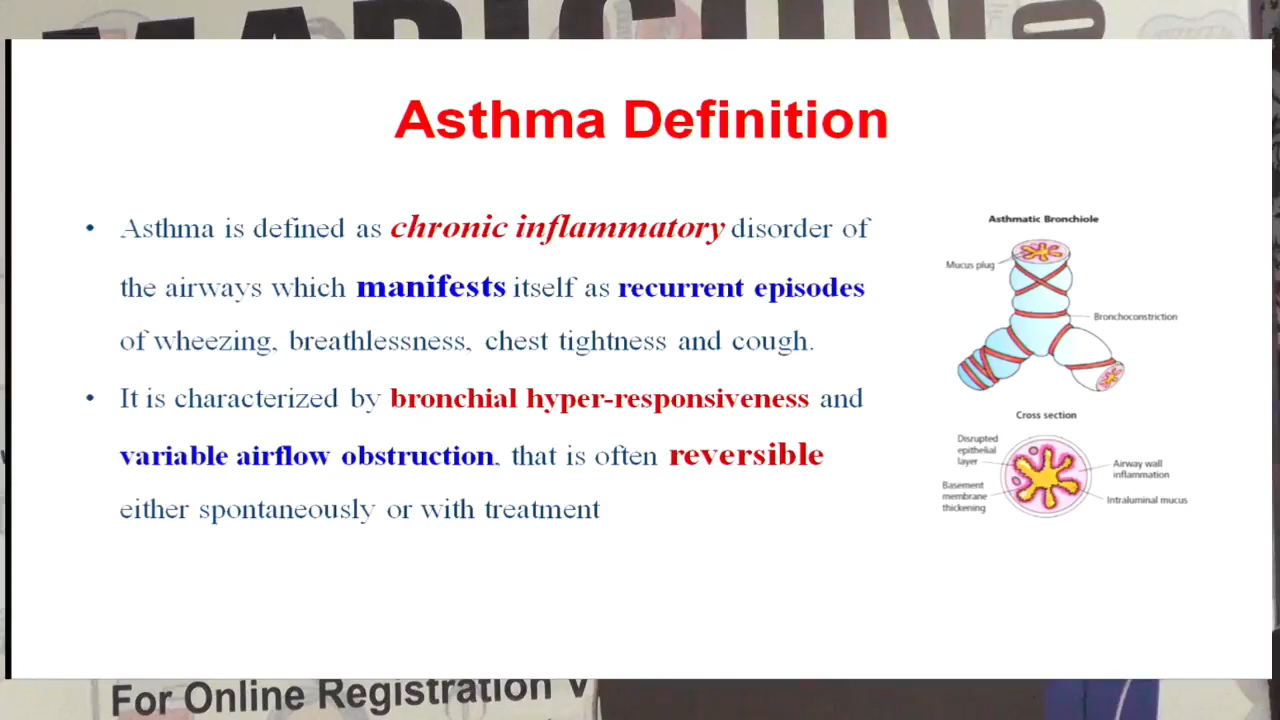 Asthma Definition
• Asthma is defined as chronic inflammatory disorder of
the airways which manifests itself as recurrent episodes
of wheezing, breathlessness, chest tightness and cough.
• It is characterized by bronchial hyper-responsiveness and
variable airflow obstruction, that is often reversible
either spontaneously or with treatment
Asthmatic Bronchiole
Mucus plug
Bronchoconstriction
Cross section
Disrupted
epithelial
layer
Airway wall
inflammation
Basement
membrane
thickening
Intraluminal mucus
For Online Registration